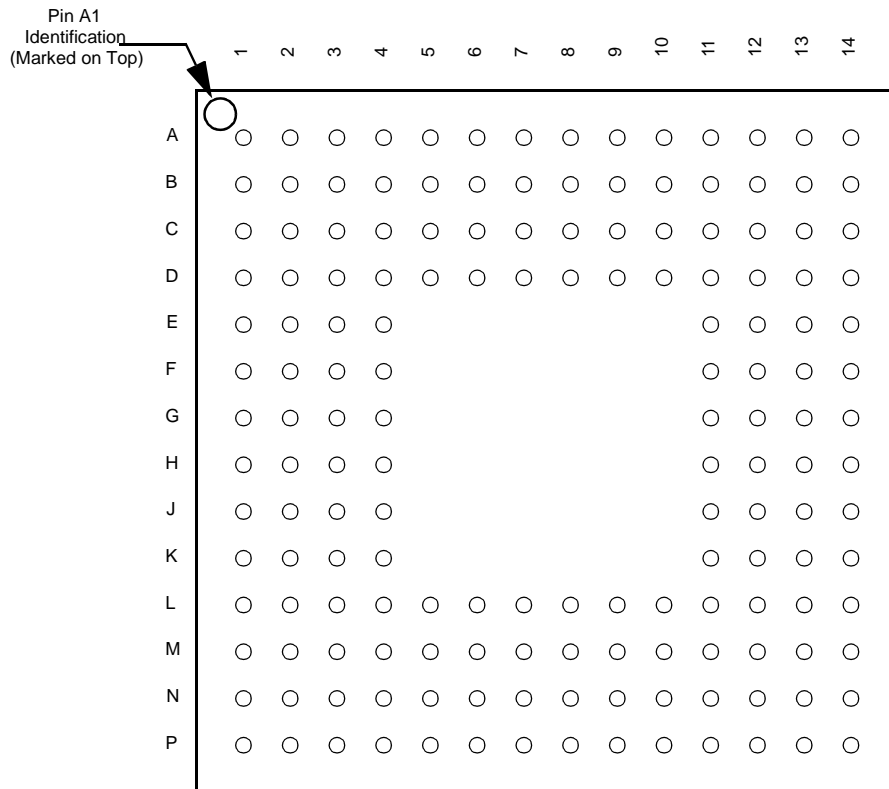 Pin A1
Identification
(Marked on Top)
1 2 3 4 5 6 7 8 9 10 11 12 13 14
A
B
C
D
E
F
G
H
J
K
L
M
N
P